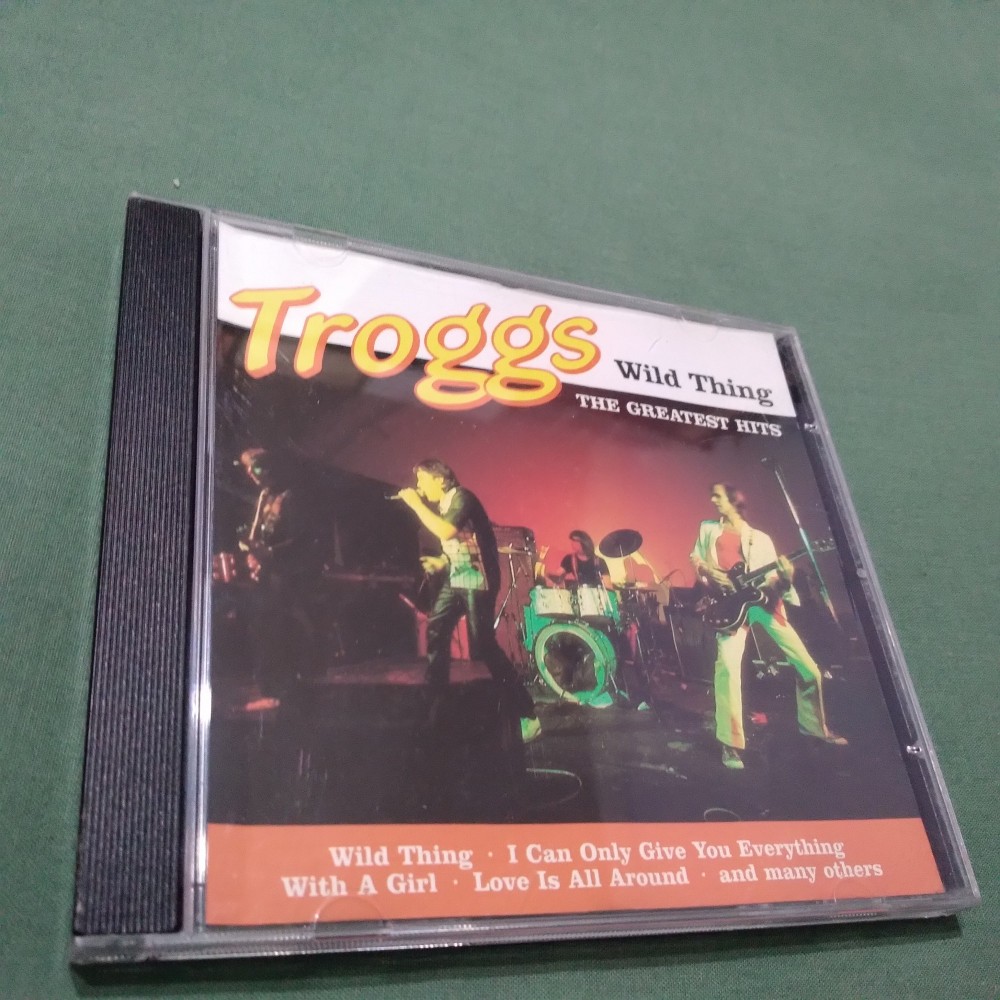 Troggs
Wild Thing
THE GREATEST HITS
Wild Thing · I Can Only Give You Everything
With A Girl · Love Is All Around · and many others